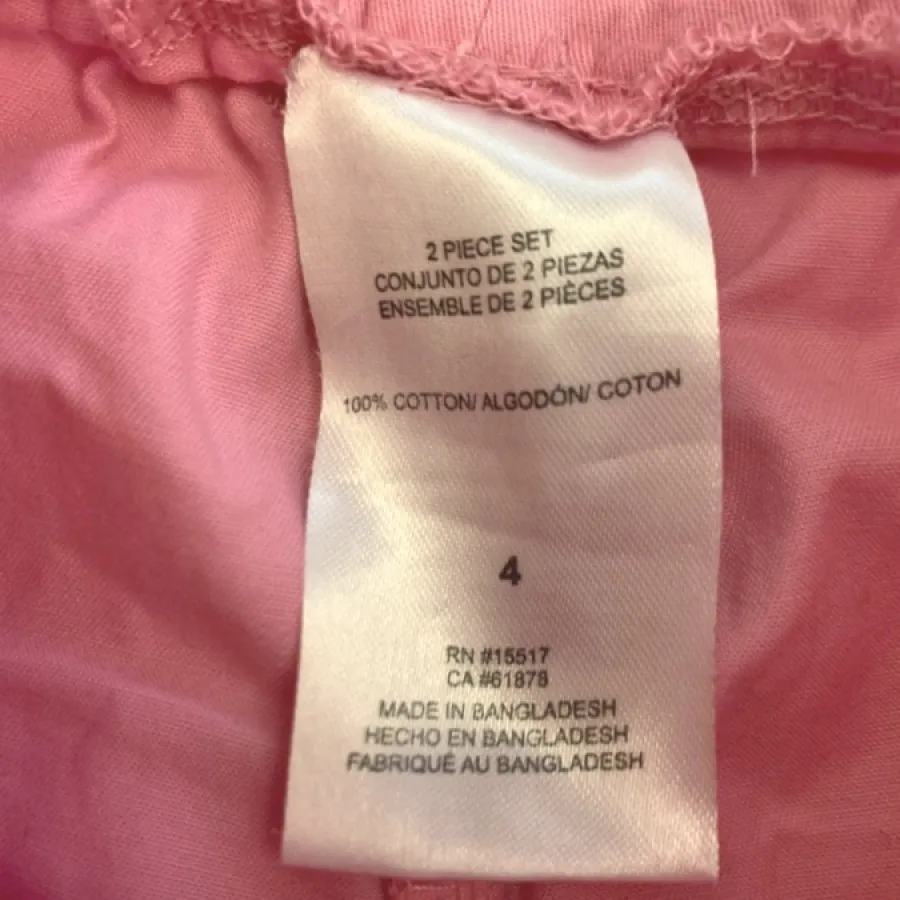 2 PIECE SET
CONJUNTO DE 2 PIEZAS
ENSEMBLE DE 2 PIÈCES
100% COTTON/ ALGODÓN/ COTON
4
RN #15517
CA #61878
MADE IN BANGLADESH
HECHO EN BANGLADESH
FABRIQUÉ AU BANGLADESH